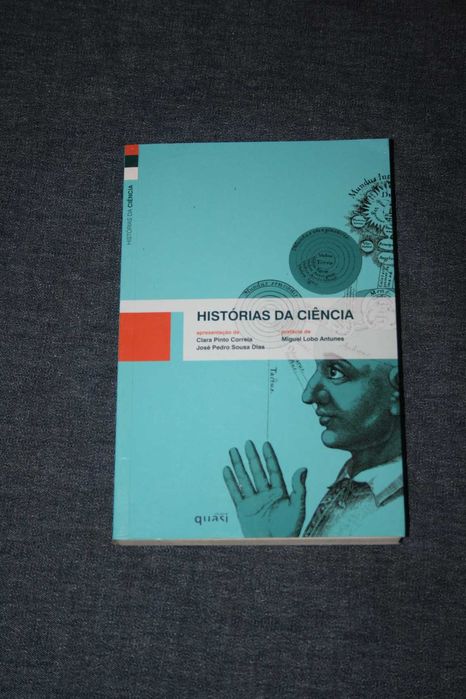 HISTÓRIAS DA CIÊNCIA
HISTÓRIAS DA CIÊNCIA
apresentação de
Clara Pinto Correia
José Pedro Sousa Dias
prefácio de
Miguel Lobo Antunes
Tactus
quasi